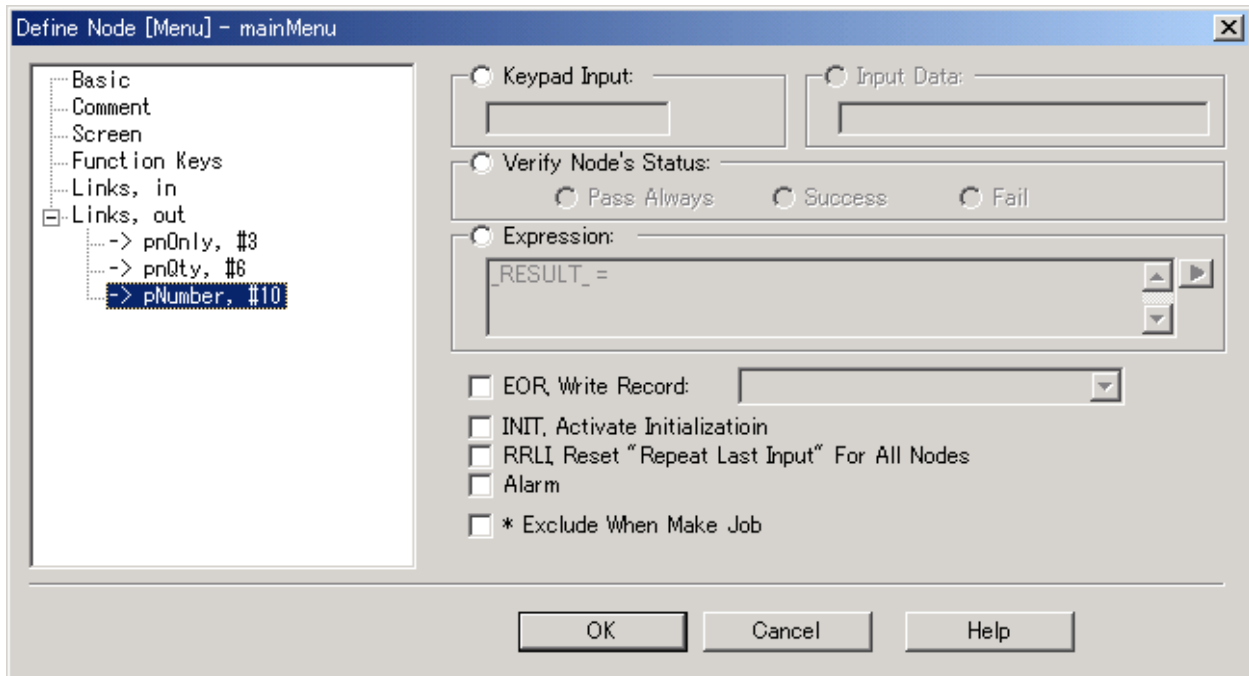 Define Node [Menu] - mainMenu
Basic
Comment
Screen
Function Keys
Links, in
Links, out
-> pnOnly, #3
-> pnQty, #6
-> pNumber, #10
Keypad Input:
Input Data:
Verify Node's Status:
Pass Always Success Fail
Expression:
_RESULT_ =
EOR, Write Record:
INIT, Activate Initializatioin
RRLI, Reset "Repeat Last Input" For All Nodes
Alarm
* Exclude When Make Job
OK Cancel Help